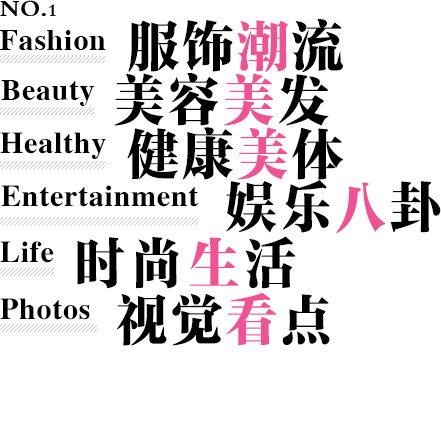 NO.1
Fashion 服饰潮流
Beauty 美容美发
Healthy 健康美体
Entertainment 娱乐八卦
Life 时尚生活
Photos 视觉看点